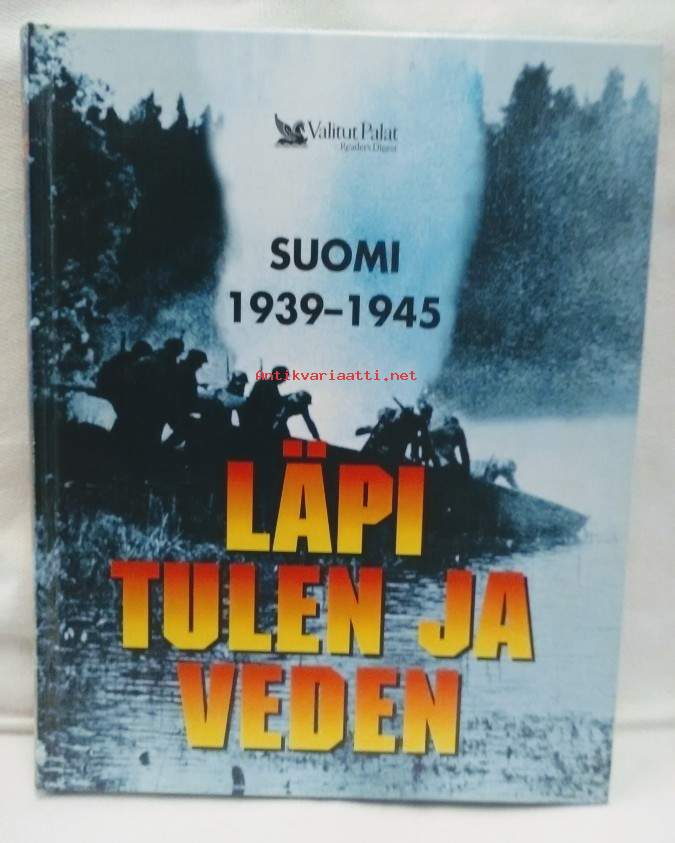 Valitut Palat
Reader's Digest
SUOMI
1939–1945
Antikvariaatti.net
LÄPI
TULEN JA
VEDEN